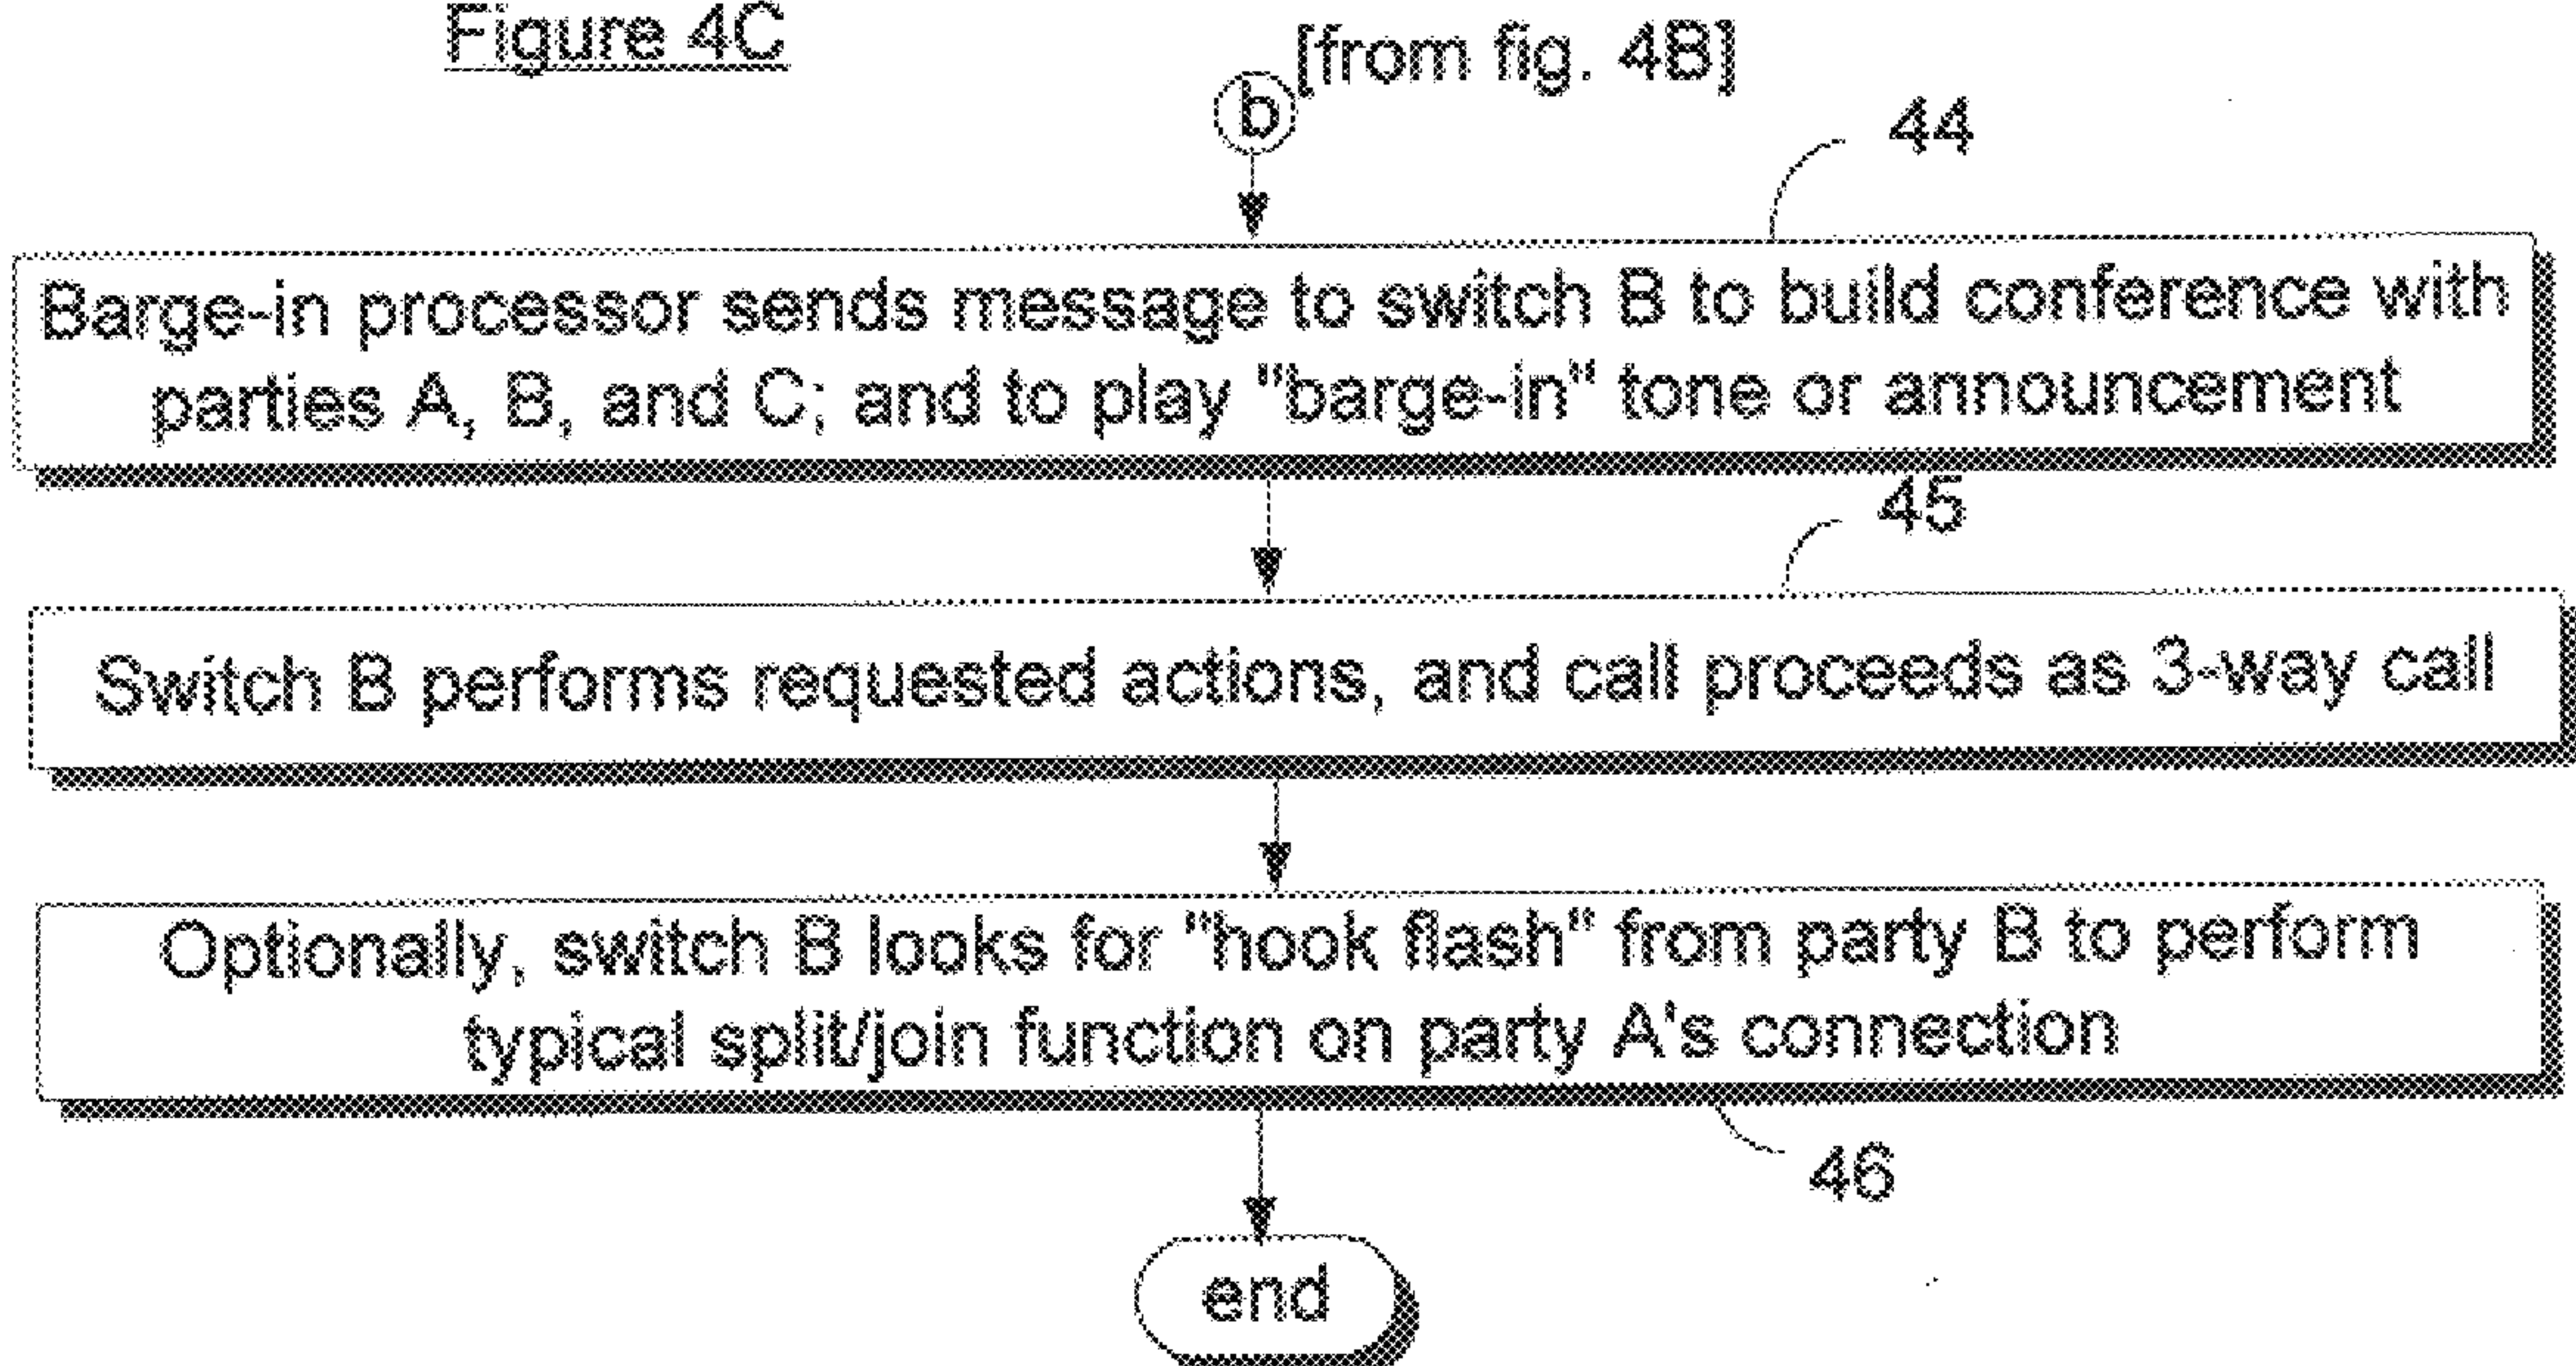 Figure 4C
[from fig. 4B]
b
44
Barge-in processor sends message to switch B to build conference with
parties A, B, and C; and to play "barge-in" tone or announcement
45
Switch B performs requested actions, and call proceeds as 3-way call
Optionally, switch B looks for "hook flash" from party B to perform
typical split/join function on party A's connection
46
end